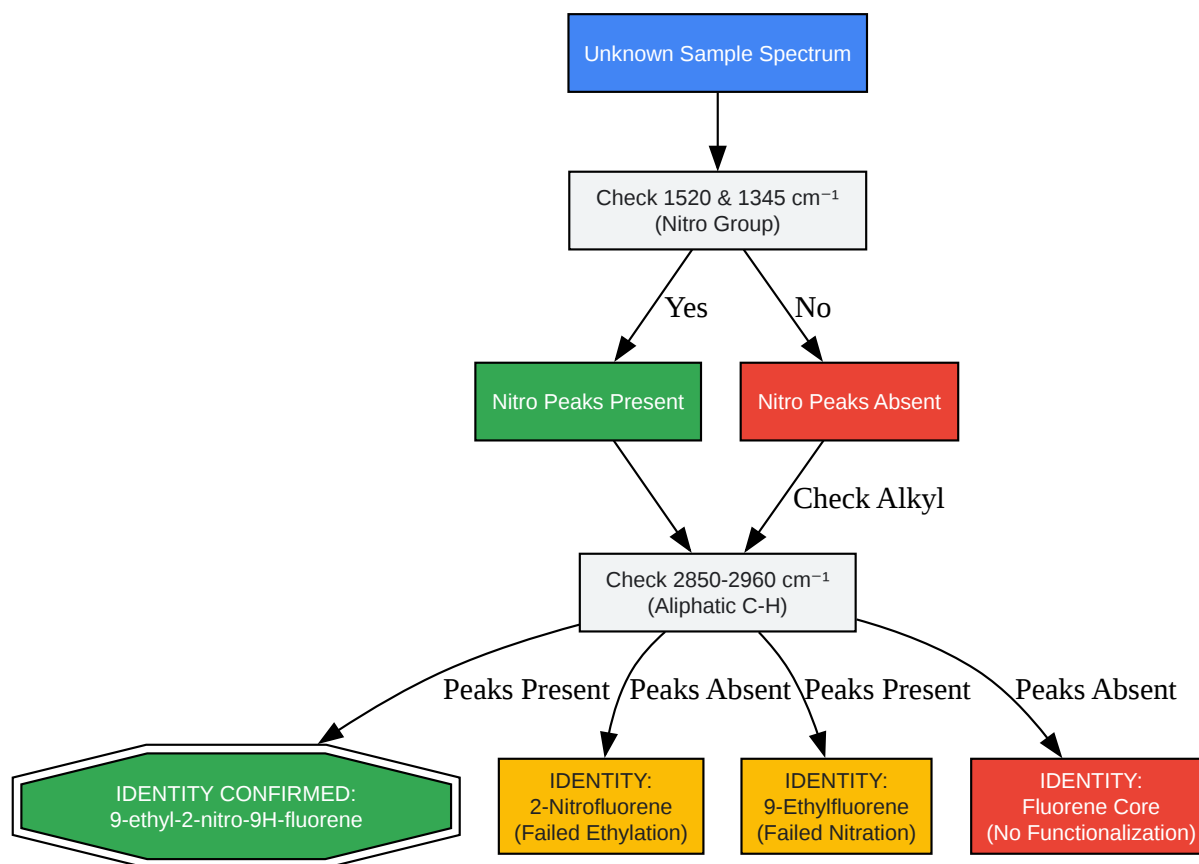 Unknown Sample Spectrum
Check 1520 & 1345 cm⁻¹
(Nitro Group)
Yes
No
Nitro Peaks Present
Nitro Peaks Absent
Check Alkyl
Check 2850-2960 cm⁻¹
(Aliphatic C-H)
Peaks Present
Peaks Absent
Peaks Present
Peaks Absent
IDENTITY CONFIRMED:
9-ethyl-2-nitro-9H-fluorene
IDENTITY:
2-Nitrofluorene
(Failed Ethylation)
IDENTITY:
9-Ethylfluorene
(Failed Nitration)
IDENTITY:
Fluorene Core
(No Functionalization)